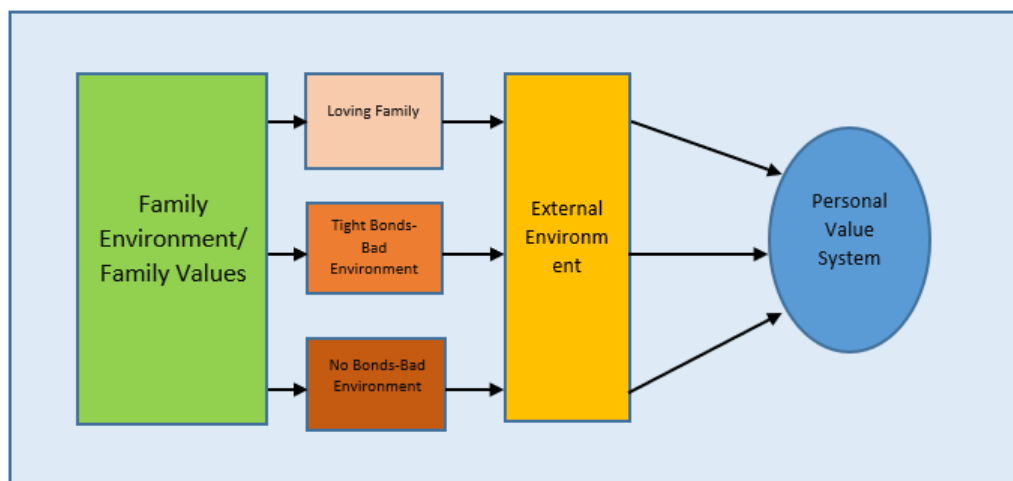 Family
Environment/
Family Values
Loving Family
Tight Bonds-
Bad
Environment
No Bonds-Bad
Environment
External
Environm
ent
Personal
Value
System